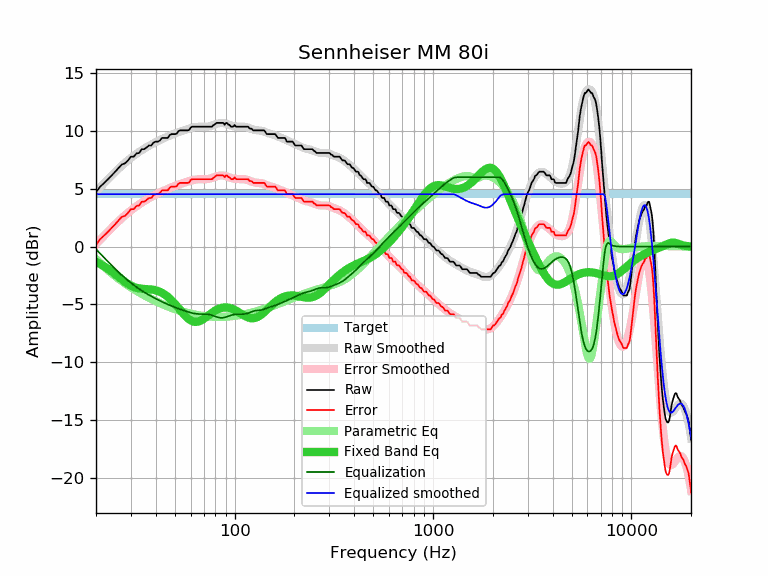 Sennheiser MM 80i
Amplitude (dBr)
15
10
5
0
−5
−10
−15
−20
Target
Raw Smoothed
Error Smoothed
Raw
Error
Parametric Eq
Fixed Band Eq
Equalization
Equalized smoothed
100
1000
10000
Frequency (Hz)